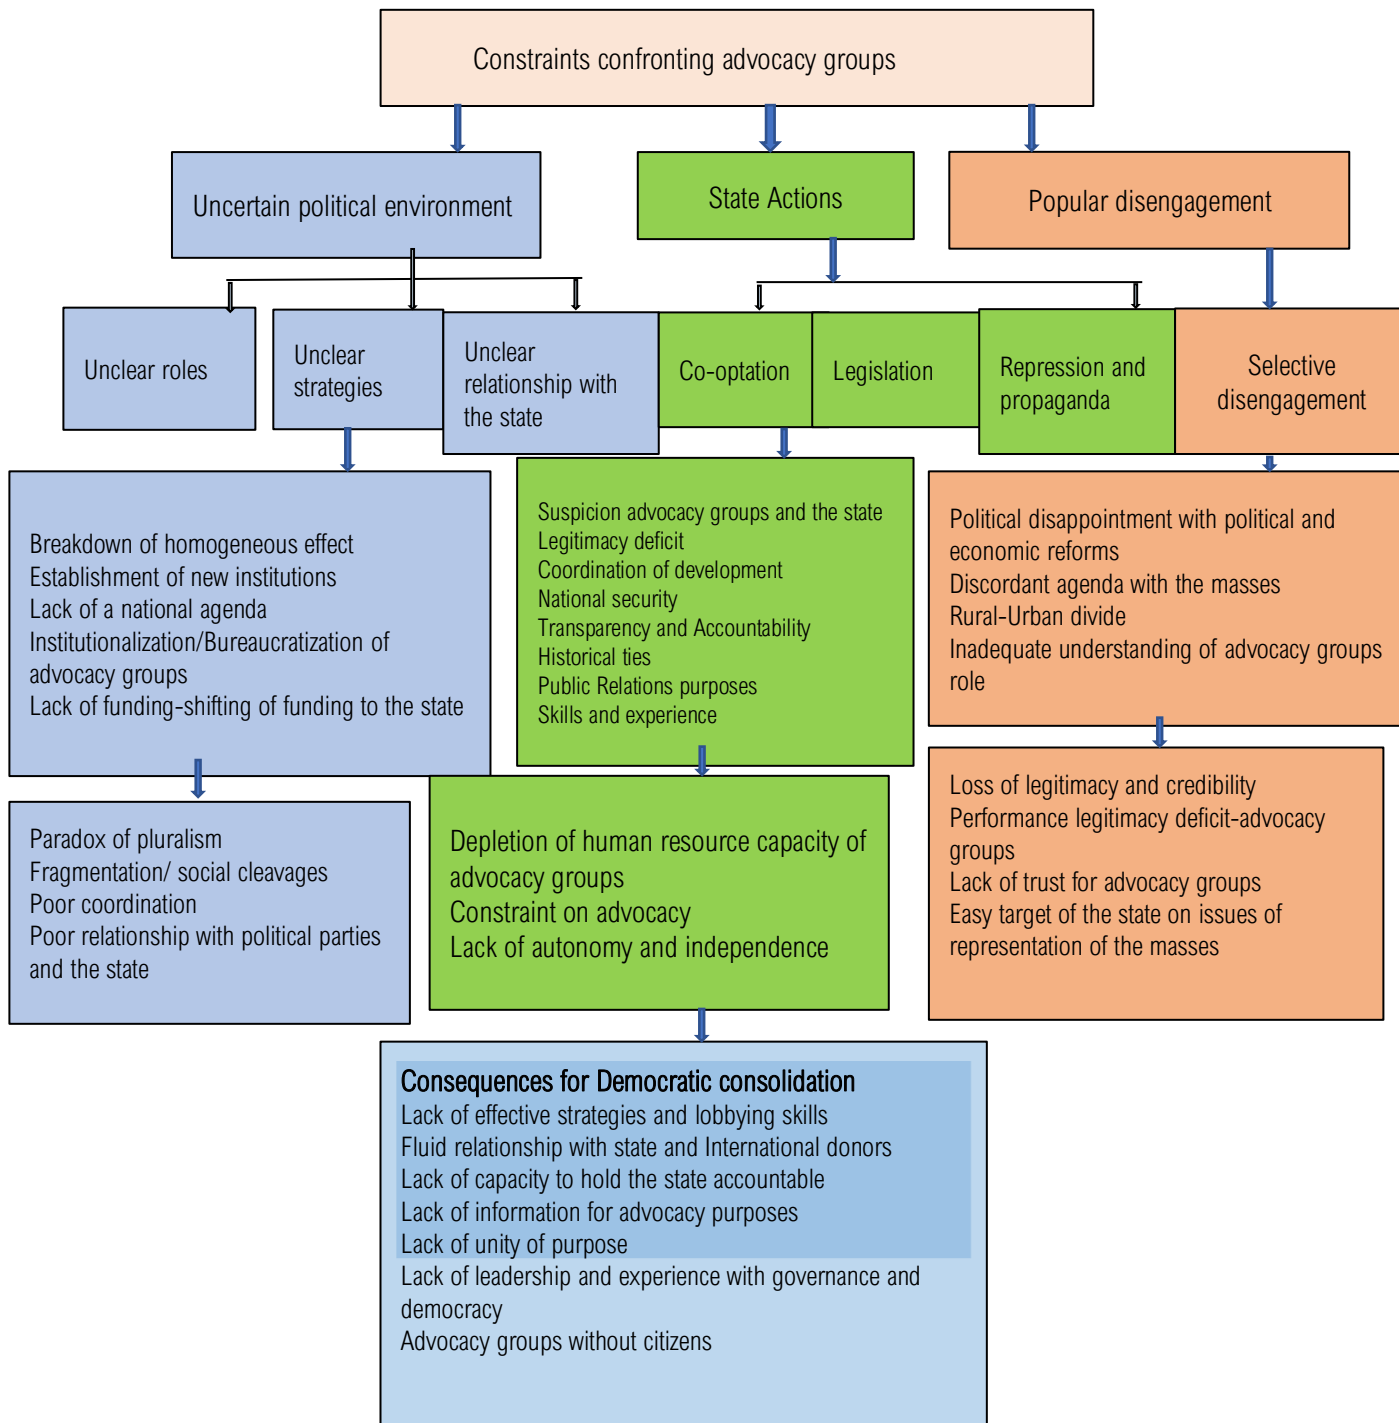 Constraints confronting advocacy groups
Uncertain political environment
State Actions
Popular disengagement
Unclear roles
Unclear
strategies
Unclear
relationship with
the state
Co-optation
Legislation
Repression and
propaganda
Selective
disengagement
Breakdown of homogeneous effect
Establishment of new institutions
Lack of a national agenda
Institutionalization/Bureaucratization of
advocacy groups
Lack of funding-shifting of funding to the state
Suspicion advocacy groups and the state
Legitimacy deficit
Coordination of development
National security
Transparency and Accountability
Historical ties
Public Relations purposes
Skills and experience
Political disappointment with political and
economic reforms
Discordant agenda with the masses
Rural-Urban divide
Inadequate understanding of advocacy groups
role
Paradox of pluralism
Fragmentation/ social cleavages
Poor coordination
Poor relationship with political parties
and the state
Depletion of human resource capacity of
advocacy groups
Constraint on advocacy
Lack of autonomy and independence
Loss of legitimacy and credibility
Performance legitimacy deficit-advocacy
groups
Lack of trust for advocacy groups
Easy target of the state on issues of
representation of the masses
Consequences for Democratic consolidation
Lack of effective strategies and lobbying skills
Fluid relationship with state and International donors
Lack of capacity to hold the state accountable
Lack of information for advocacy purposes
Lack of unity of purpose
Lack of leadership and experience with governance and
democracy
Advocacy groups without citizens